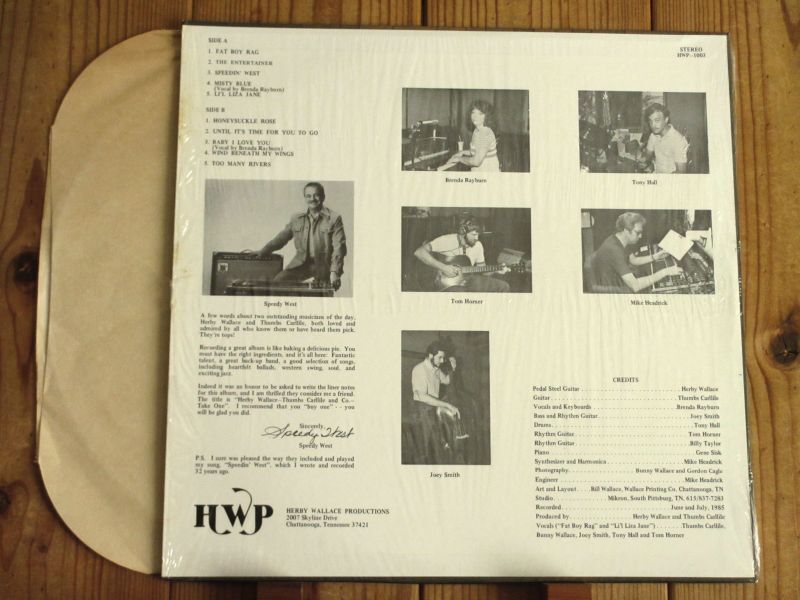 SIDE A
1. FAT BOY RAG
2. THE ENTERTAINER
3. SPEEDIN' WEST
4. MISTY BLUE
(Vocal by Brenda Rayburn)
5. LI'L LIZA JANE
SIDE B
1. HONEYSUCKLE ROSE
2. UNTIL IT'S TIME FOR YOU TO GO
3. BABY I LOVE YOU
(Vocal by Brenda Rayburn)
4. WIND BENEATH MY WINGS
5. TOO MANY RIVERS
STEREO
HWP-1003
Brenda Rayburn
Tony Hall
Speedy West
Tom Horner
Mike Headrick
Joey Smith
A few words about two outstanding musicians of the day.
Herby Wallace and Thumbs Carllile, both loved and
admired by all who know them or have heard them pick.
They're tops!
Recording a great album is like baking a delicious pie. You
must have the right ingredients, and it's all here: Fantastic
talent, a great back-up band, a good selection of songs,
including heartfelt ballads, western swing, soul, and
exciting jazz.
Indeed it was an honor to be asked to write the liner notes
for this album, and I am thrilled they consider me a friend.
The title is "Herby Wallace-Thumbs Carllile and Co.-
Take One". I recommend that you "buy one" - - you
will be glad you did.
Sincerely,
Speedy West
Speedy West
P.S. I sure was pleased the way they included and played
my song, "Speedin' West", which I wrote and recorded
32 years ago.
HWP
HERBY WALLACE PRODUCTIONS
2007 Skyline Drive
Chattanooga, Tennessee 37421
CREDITS
Pedal Steel Guitar . . . . . . . . . . Herby Wallace
Guitar . . . . . . . . . . Thumbs Carllile
Vocals and Keyboards . . . . . . . . . . Brenda Rayburn
Bass and Rhythm Guitar . . . . . . . . . . Joey Smith
Drums . . . . . . . . . . Tony Hall
Rhythm Guitar . . . . . . . . . . Tom Horner
Rhythm Guitar . . . . . . . . . . Billy Taylor
Piano . . . . . . . . . . Gene Sisk
Synthesizer and Harmonica . . . . . . . . . . Mike Headrick
Photography . . . . . . . . . . Bunny Wallace and Gordon Cagle
Engineer . . . . . . . . . . Mike Headrick
Art and Layout . . . . Bill Wallace, Wallace Printing Co. Chattanooga, TN
Studio . . . . . . . . . . Mikron, South Pittsburg, TN. 615/837-7283
Recorded . . . . . . . . . . June and July, 1985
Produced by . . . . . . . . . . Herby Wallace and Thumbs Carllile
Vocals ("Fat Boy Rag" and "Li'l Liza Jane") . . . . . . . Thumbs Carllile,
Bunny Wallace, Joey Smith, Tony Hall and Tom Horner